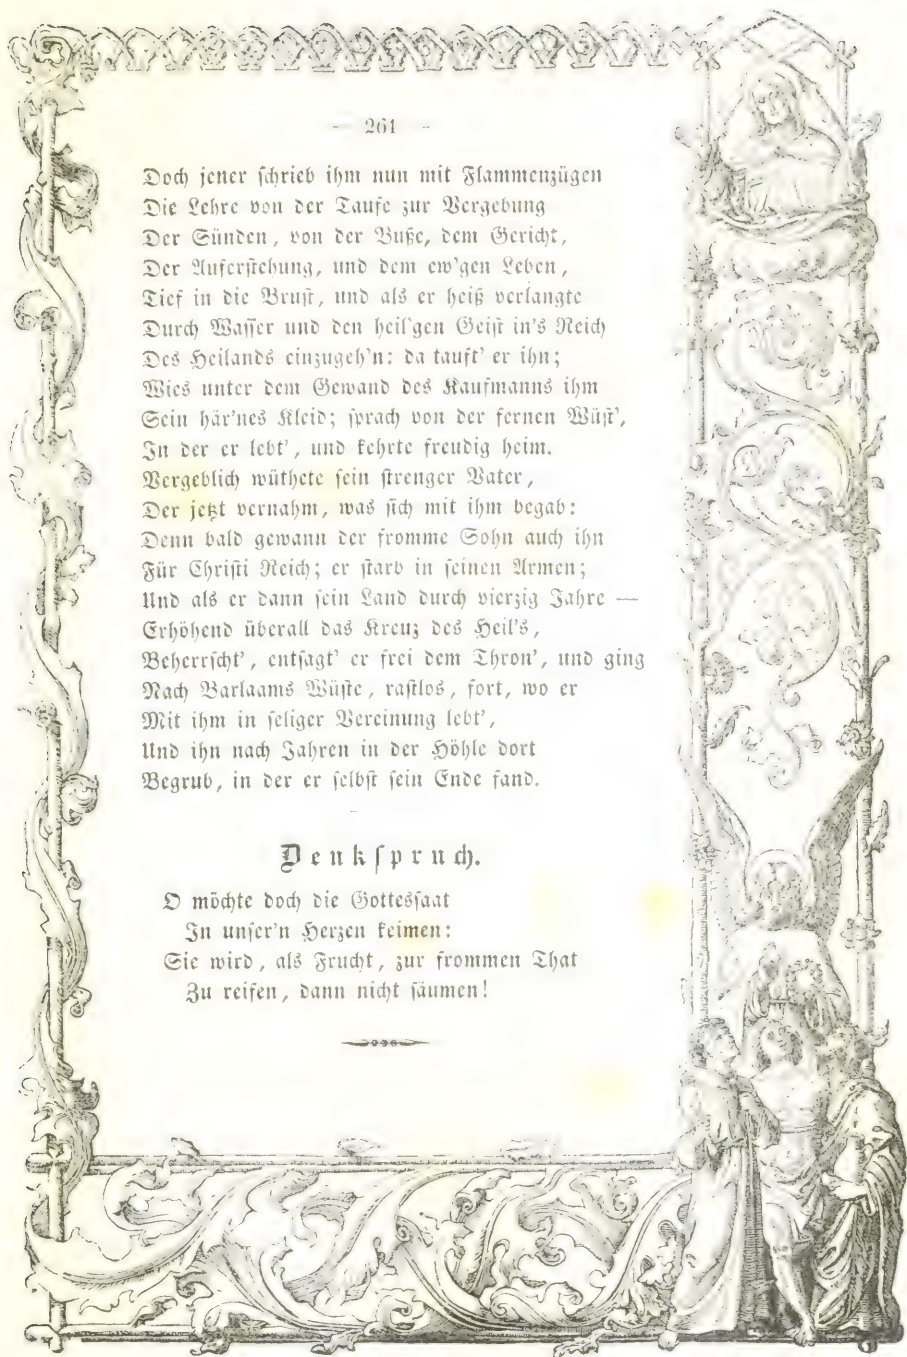 — 261 —
Doch jener schrieb ihm nun mit Flammenzügen
Die Lehre von der Taufe zur Vergebung
Der Sünden, von der Buße, dem Gericht,
Der Auferstehung, und dem ew'gen Leben,
Tief in die Brust, und als er heiß verlangte
Durch Wasser und den heil'gen Geist in's Reich
Des Heilands einzugeh'n: da tauft' er ihn;
Wies unter dem Gewand des Kaufmanns ihm
Sein här'nes Kleid; sprach von der fernen Wüst',
In der er lebt', und kehrte freudig heim.
Vergeblich wüthete sein strenger Vater,
Der jetzt vernahm, was sich mit ihm begab:
Denn bald gewann der fromme Sohn auch ihn
Für Christi Reich; er starb in seinen Armen;
Und als er dann sein Land durch vierzig Jahre —
Erhöhend überall das Kreuz des Heil's,
Beherrscht', entsagt' er frei dem Thron', und ging
Nach Barlaams Wüste, rastlos, fort, wo er
Mit ihm in seliger Vereinung lebt',
Und ihn nach Jahren in der Höhle dort
Begrub, in der er selbst sein Ende fand.
Denkspruch.
O möchte doch die Gottessaat
In unser'n Herzen keimen:
Sie wird, als Frucht, zur frommen That
Zu reifen, dann nicht säumen!